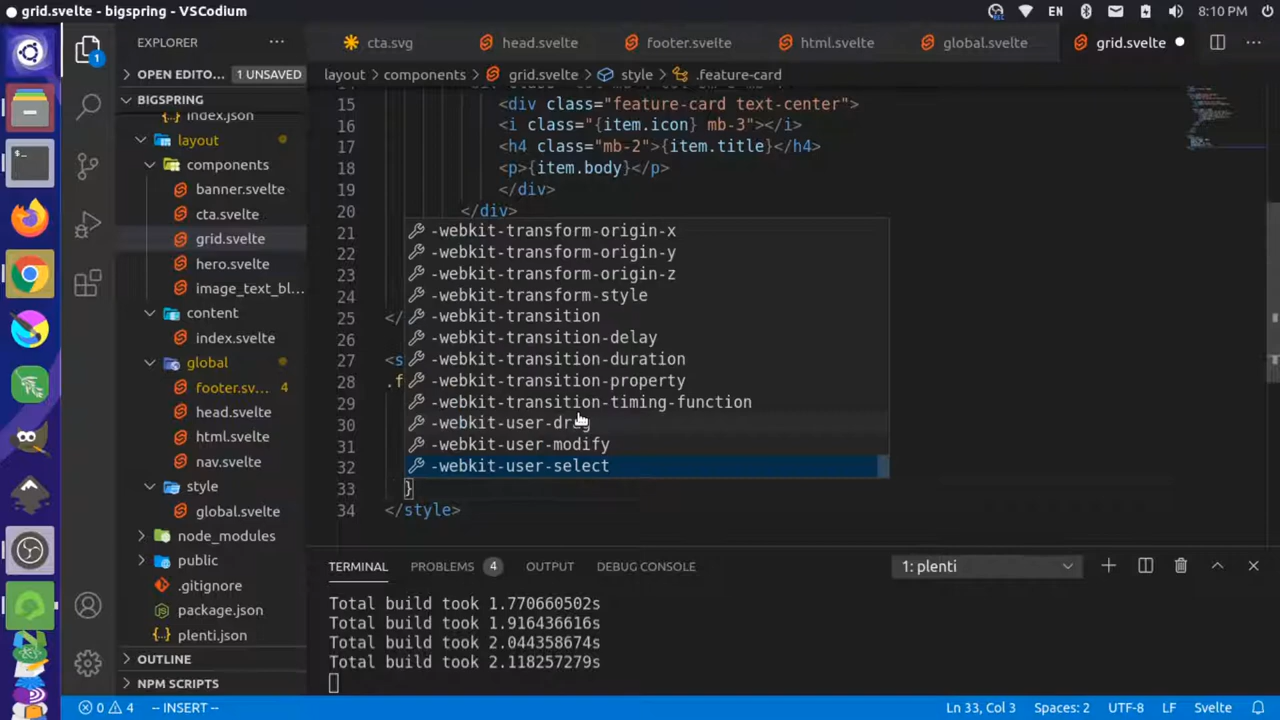 grid.svelte - bigspring - VSCodium
EN
8:10 PM
EXPLORER
cta.svg
head.svelte
footer.svelte
html.svelte
global.svelte
grid.svelte
OPEN EDITO... 1 UNSAVED
layout > components > grid.svelte > style > .feature-card
BIGSPRING
index.json
layout
components
banner.svelte
cta.svelte
grid.svelte
hero.svelte
image_text_bl...
content
index.svelte
global
footer.sv... 4
head.svelte
html.svelte
nav.svelte
style
global.svelte
node_modules
public
.gitignore
package.json
plenti.json
OUTLINE
NPM SCRIPTS
15 <div class="feature-card text-center">
16 <i class="{item.icon} mb-3"></i>
17 <h4 class="mb-2">{item.title}</h4>
18 <p>{item.body}</p>
19 </div>
20 </div>
21
22
23
24
25 </
26
27 <s
28 .f
29
30
31
32
33 }
34 </style>
-webkit-transform-origin-x
-webkit-transform-origin-y
-webkit-transform-origin-z
-webkit-transform-style
-webkit-transition
-webkit-transition-delay
-webkit-transition-duration
-webkit-transition-property
-webkit-transition-timing-function
-webkit-user-drag
-webkit-user-modify
-webkit-user-select
TERMINAL PROBLEMS 4 OUTPUT DEBUG CONSOLE 1: plenti
Total build took 1.770660502s
Total build took 1.916436616s
Total build took 2.044358674s
Total build took 2.118257279s
0 4 -- INSERT -- Ln 33, Col 3 Spaces: 2 UTF-8 LF Svelte